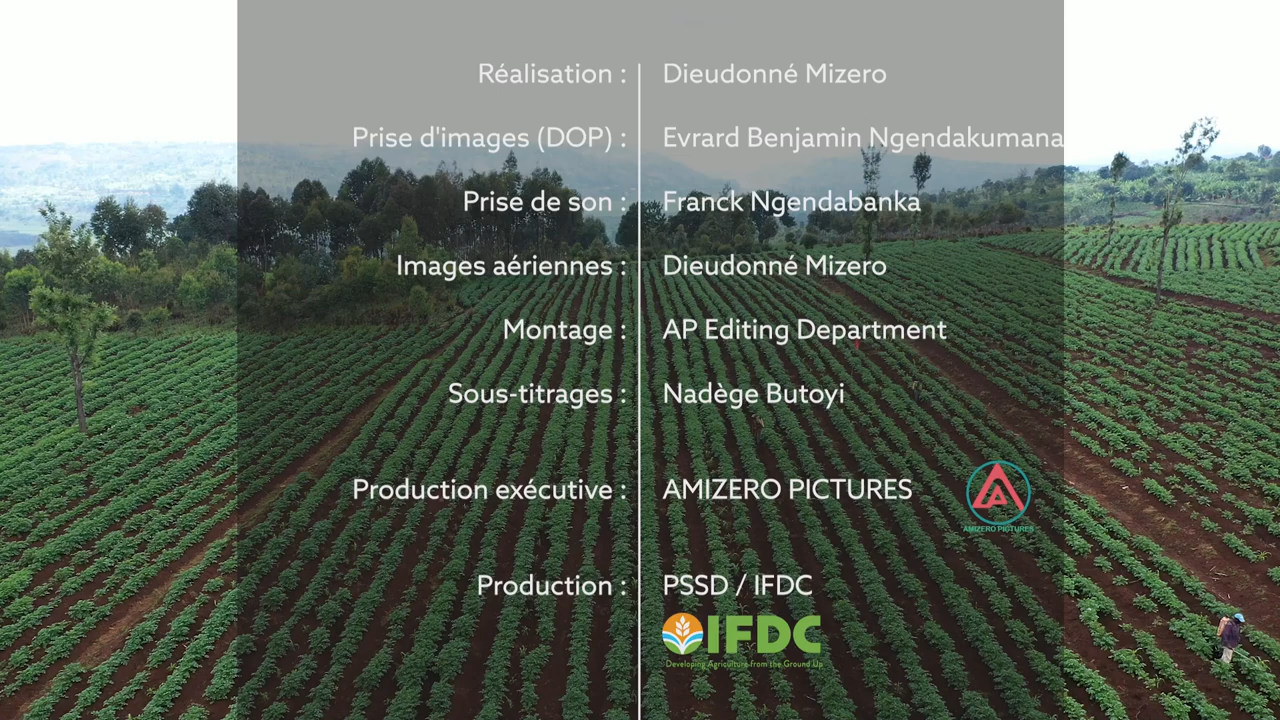 Réalisation : Dieudonné Mizero
Prise d'images (DOP) : Evrard Benjamin Ngendakumana
Prise de son : Franck Ngendabanka
Images aériennes : Dieudonné Mizero
Montage : AP Editing Department
Sous-titrages : Nadège Butoyi
Production exécutive : AMIZERO PICTURES
AMIZERO PICTURES
Production : PSSD / IFDC
IFDC
Developing Agriculture from the Ground Up